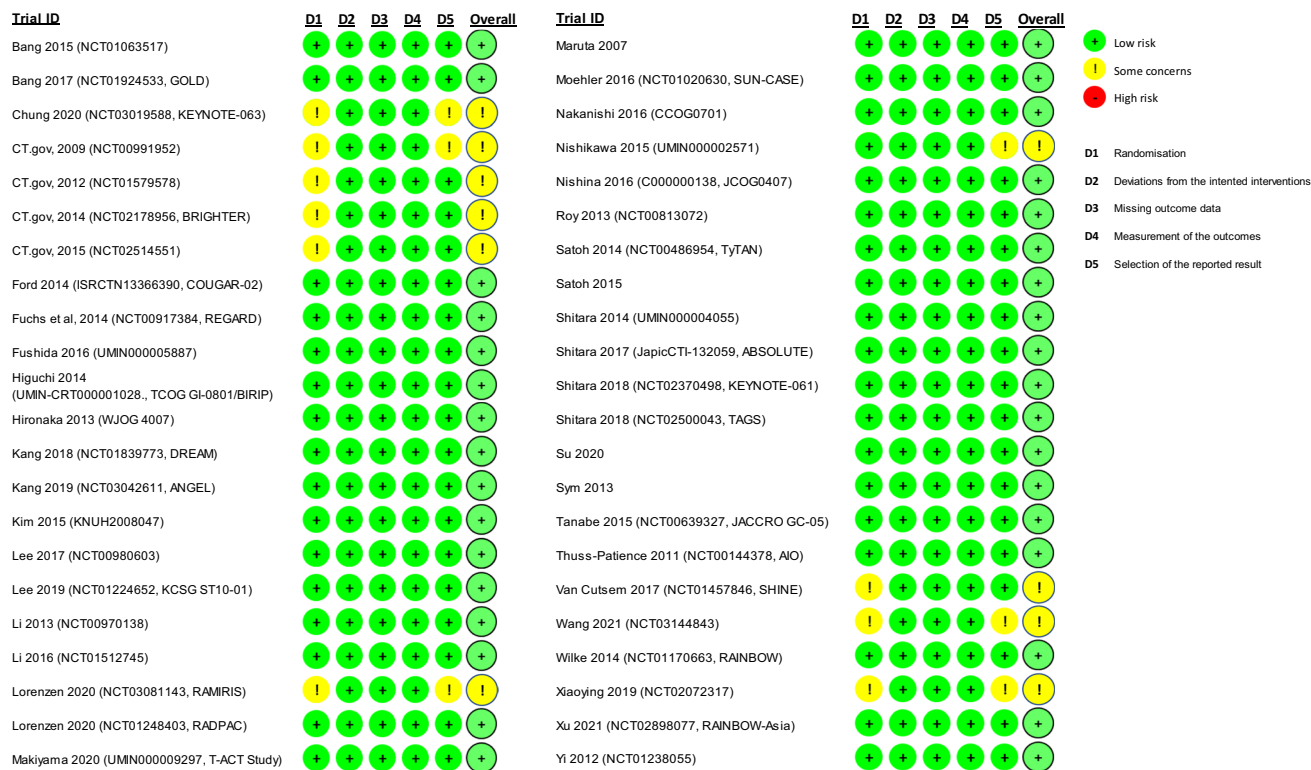 Trial ID D1 D2 D3 D4 D5 Overall
Bang 2015 (NCT01063517) + + + + + +
Bang 2017 (NCT01924533, GOLD) + + + + + +
Chung 2020 (NCT03019588, KEYNOTE-063) ! + + + ! !
CT.gov, 2009 (NCT00991952) ! + + + ! !
CT.gov, 2012 (NCT01579578) ! + + + + !
CT.gov, 2014 (NCT02178956, BRIGHTER) ! + + + + !
CT.gov, 2015 (NCT02514551) ! + + + + !
Ford 2014 (ISRCTN13366390, COUGAR-02) + + + + + +
Fuchs et al, 2014 (NCT00917384, REGARD) + + + + + +
Fushida 2016 (UMIN000005887) + + + + + +
Higuchi 2014
(UMIN-CRT000001028., TCOG GI-0801/BIRIP) + + + + + +
Hironaka 2013 (WJOG 4007) + + + + + +
Kang 2018 (NCT01839773, DREAM) + + + + + +
Kang 2019 (NCT03042611, ANGEL) + + + + + +
Kim 2015 (KNUH2008047) + + + + + +
Lee 2017 (NCT00980603) + + + + + +
Lee 2019 (NCT01224652, KCSG ST10-01) + + + + + +
Li 2013 (NCT00970138) + + + + + +
Li 2016 (NCT01512745) + + + + + +
Lorenzen 2020 (NCT03081143, RAMIRIS) ! + + + ! !
Lorenzen 2020 (NCT01248403, RADPAC) + + + + + +
Makiyama 2020 (UMIN000009297, T-ACT Study) + + + + + +
Trial ID D1 D2 D3 D4 D5 Overall
Maruta 2007 + + + + + +
Moehler 2016 (NCT01020630, SUN-CASE) + + + + + +
Nakanishi 2016 (CCOG0701) + + + + + +
Nishikawa 2015 (UMIN000002571) + + + + ! !
Nishina 2016 (C000000138, JCOG0407) + + + + + +
Roy 2013 (NCT00813072) + + + + + +
Satoh 2014 (NCT00486954, TyTAN) + + + + + +
Satoh 2015 + + + + + +
Shitara 2014 (UMIN000004055) + + + + + +
Shitara 2017 (JapicCTI-132059, ABSOLUTE) + + + + + +
Shitara 2018 (NCT02370498, KEYNOTE-061) + + + + + +
Shitara 2018 (NCT02500043, TAGS) + + + + + +
Su 2020 + + + + + +
Sym 2013 + + + + + +
Tanabe 2015 (NCT00639327, JACCRO GC-05) + + + + + +
Thuss-Patience 2011 (NCT00144378, AIO) + + + + + +
Van Cutsem 2017 (NCT01457846, SHINE) ! + + + + !
Wang 2021 (NCT03144843) ! + + + ! !
Wilke 2014 (NCT01170663, RAINBOW) + + + + + +
Xiaoying 2019 (NCT02072317) ! + + + ! !
Xu 2021 (NCT02898077, RAINBOW-Asia) + + + + + +
Yi 2012 (NCT01238055) + + + + + +
+ Low risk
! Some concerns
- High risk
D1 Randomisation
D2 Deviations from the intented interventions
D3 Missing outcome data
D4 Measurement of the outcomes
D5 Selection of the reported result